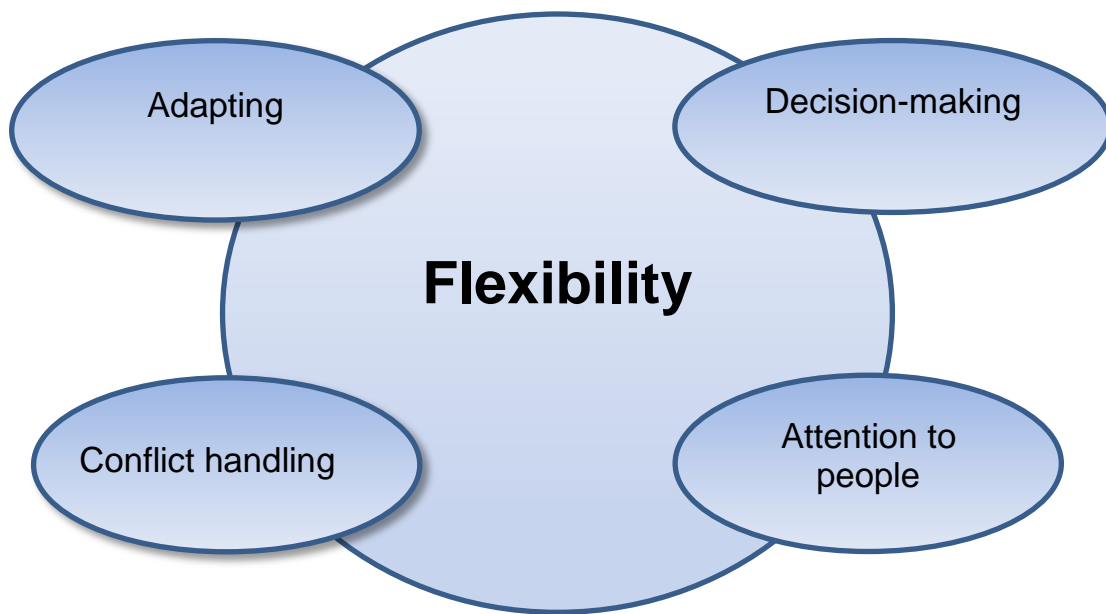 Adapting
Decision-making
Flexibility
Conflict handling
Attention to
people